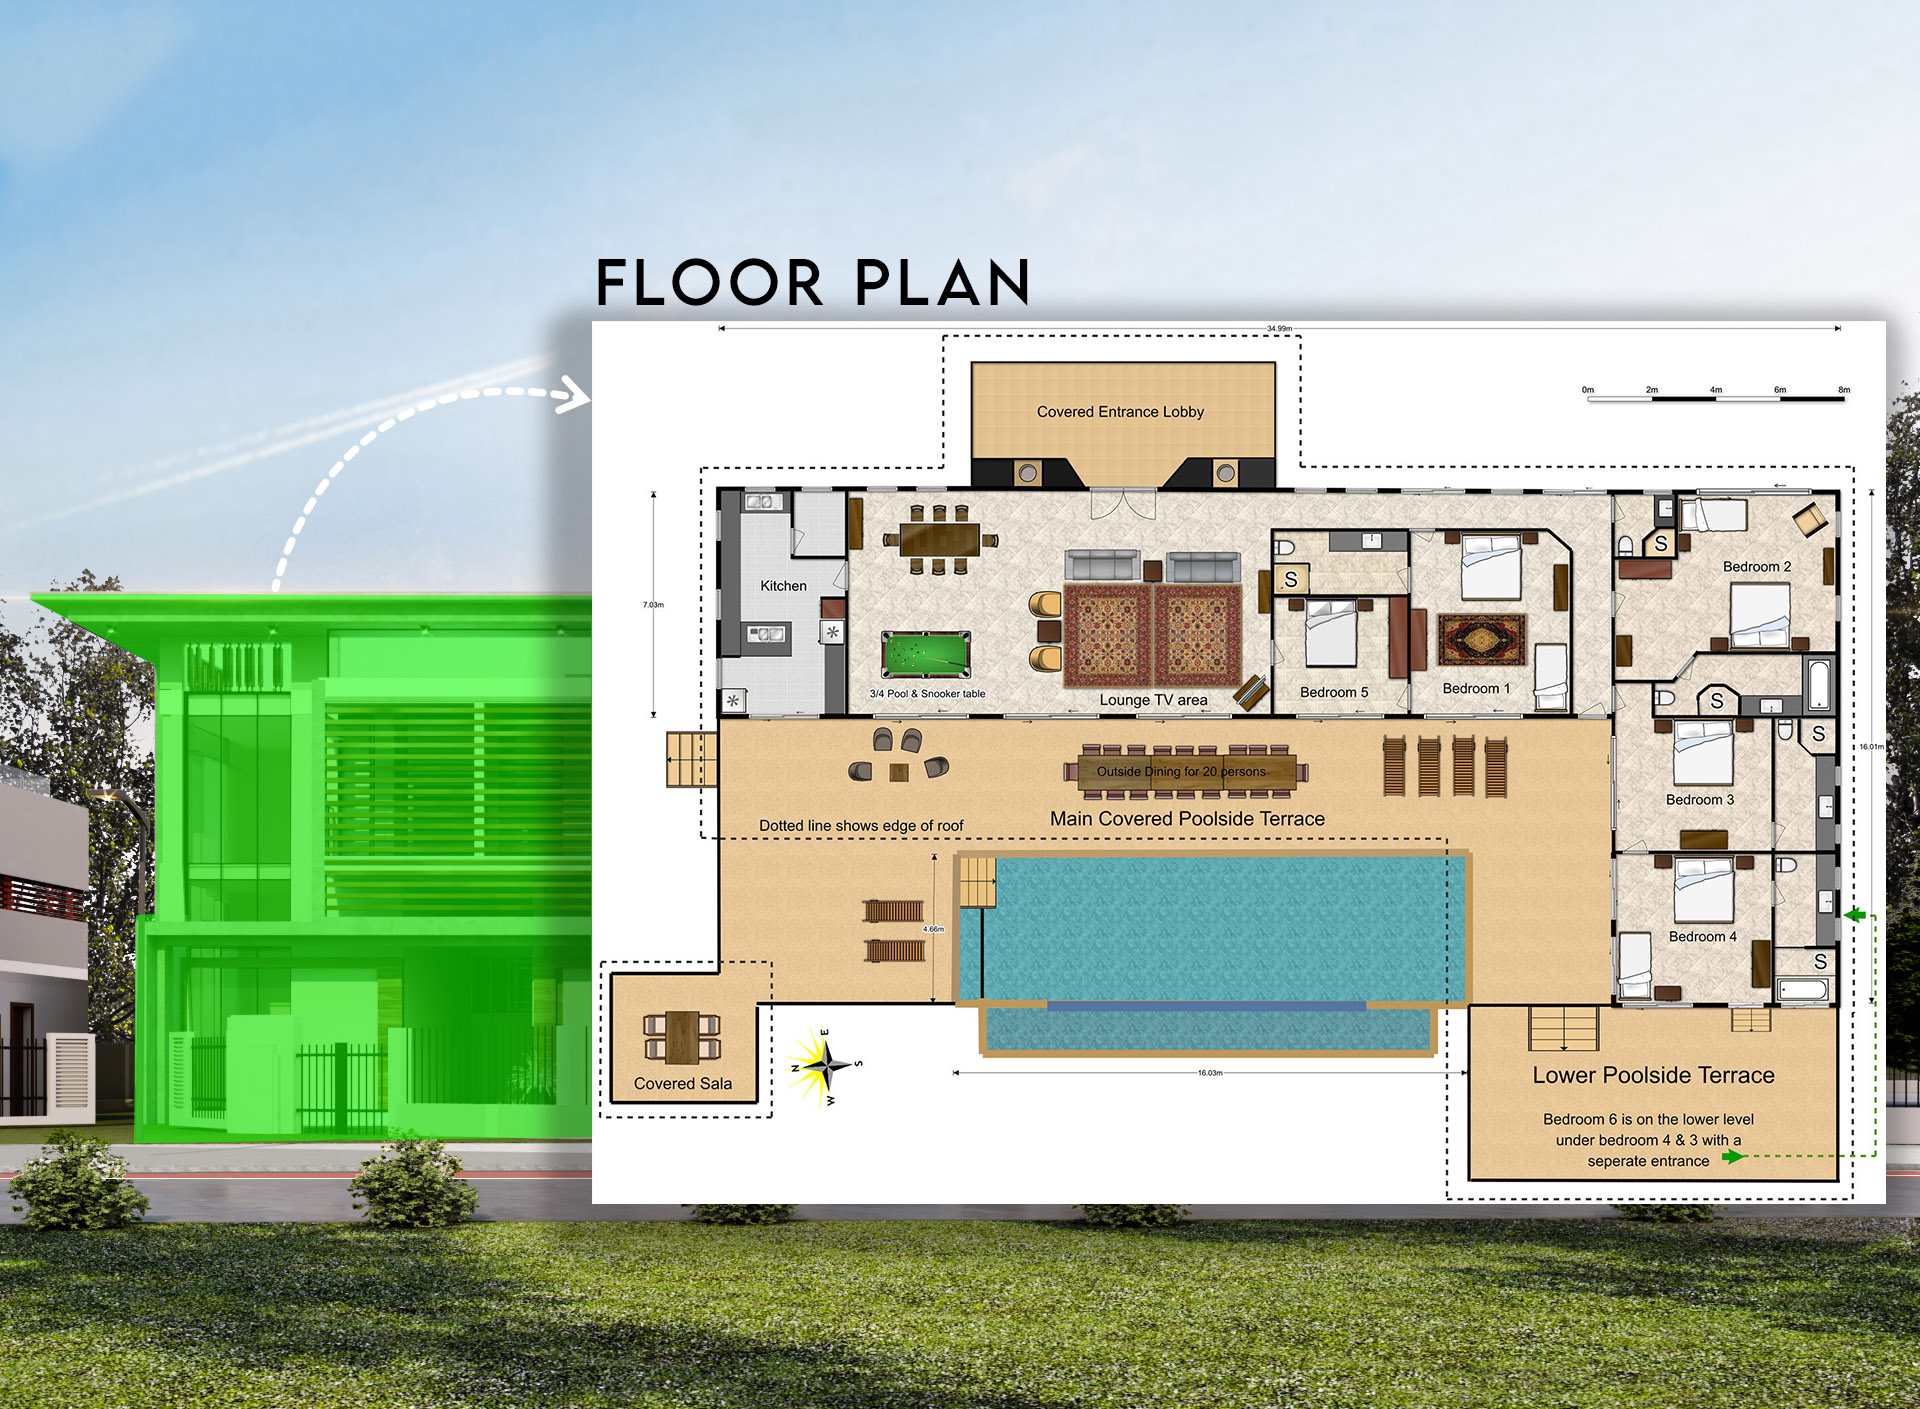 FLOOR PLAN
34.99m
0m 2m 4m 6m 8m
Covered Entrance Lobby
Kitchen
7.03m
3/4 Pool & Snooker table
Lounge TV area
S
Bedroom 5
Bedroom 1
S
Bedroom 2
S
S
Bedroom 3
16.01m
Bedroom 4
S
Outside Dining for 20 persons
Main Covered Poolside Terrace
Dotted line shows edge of roof
4.66m
16.03m
Covered Sala
E
S
N
W
Lower Poolside Terrace
Bedroom 6 is on the lower level
under bedroom 4 & 3 with a
seperate entrance